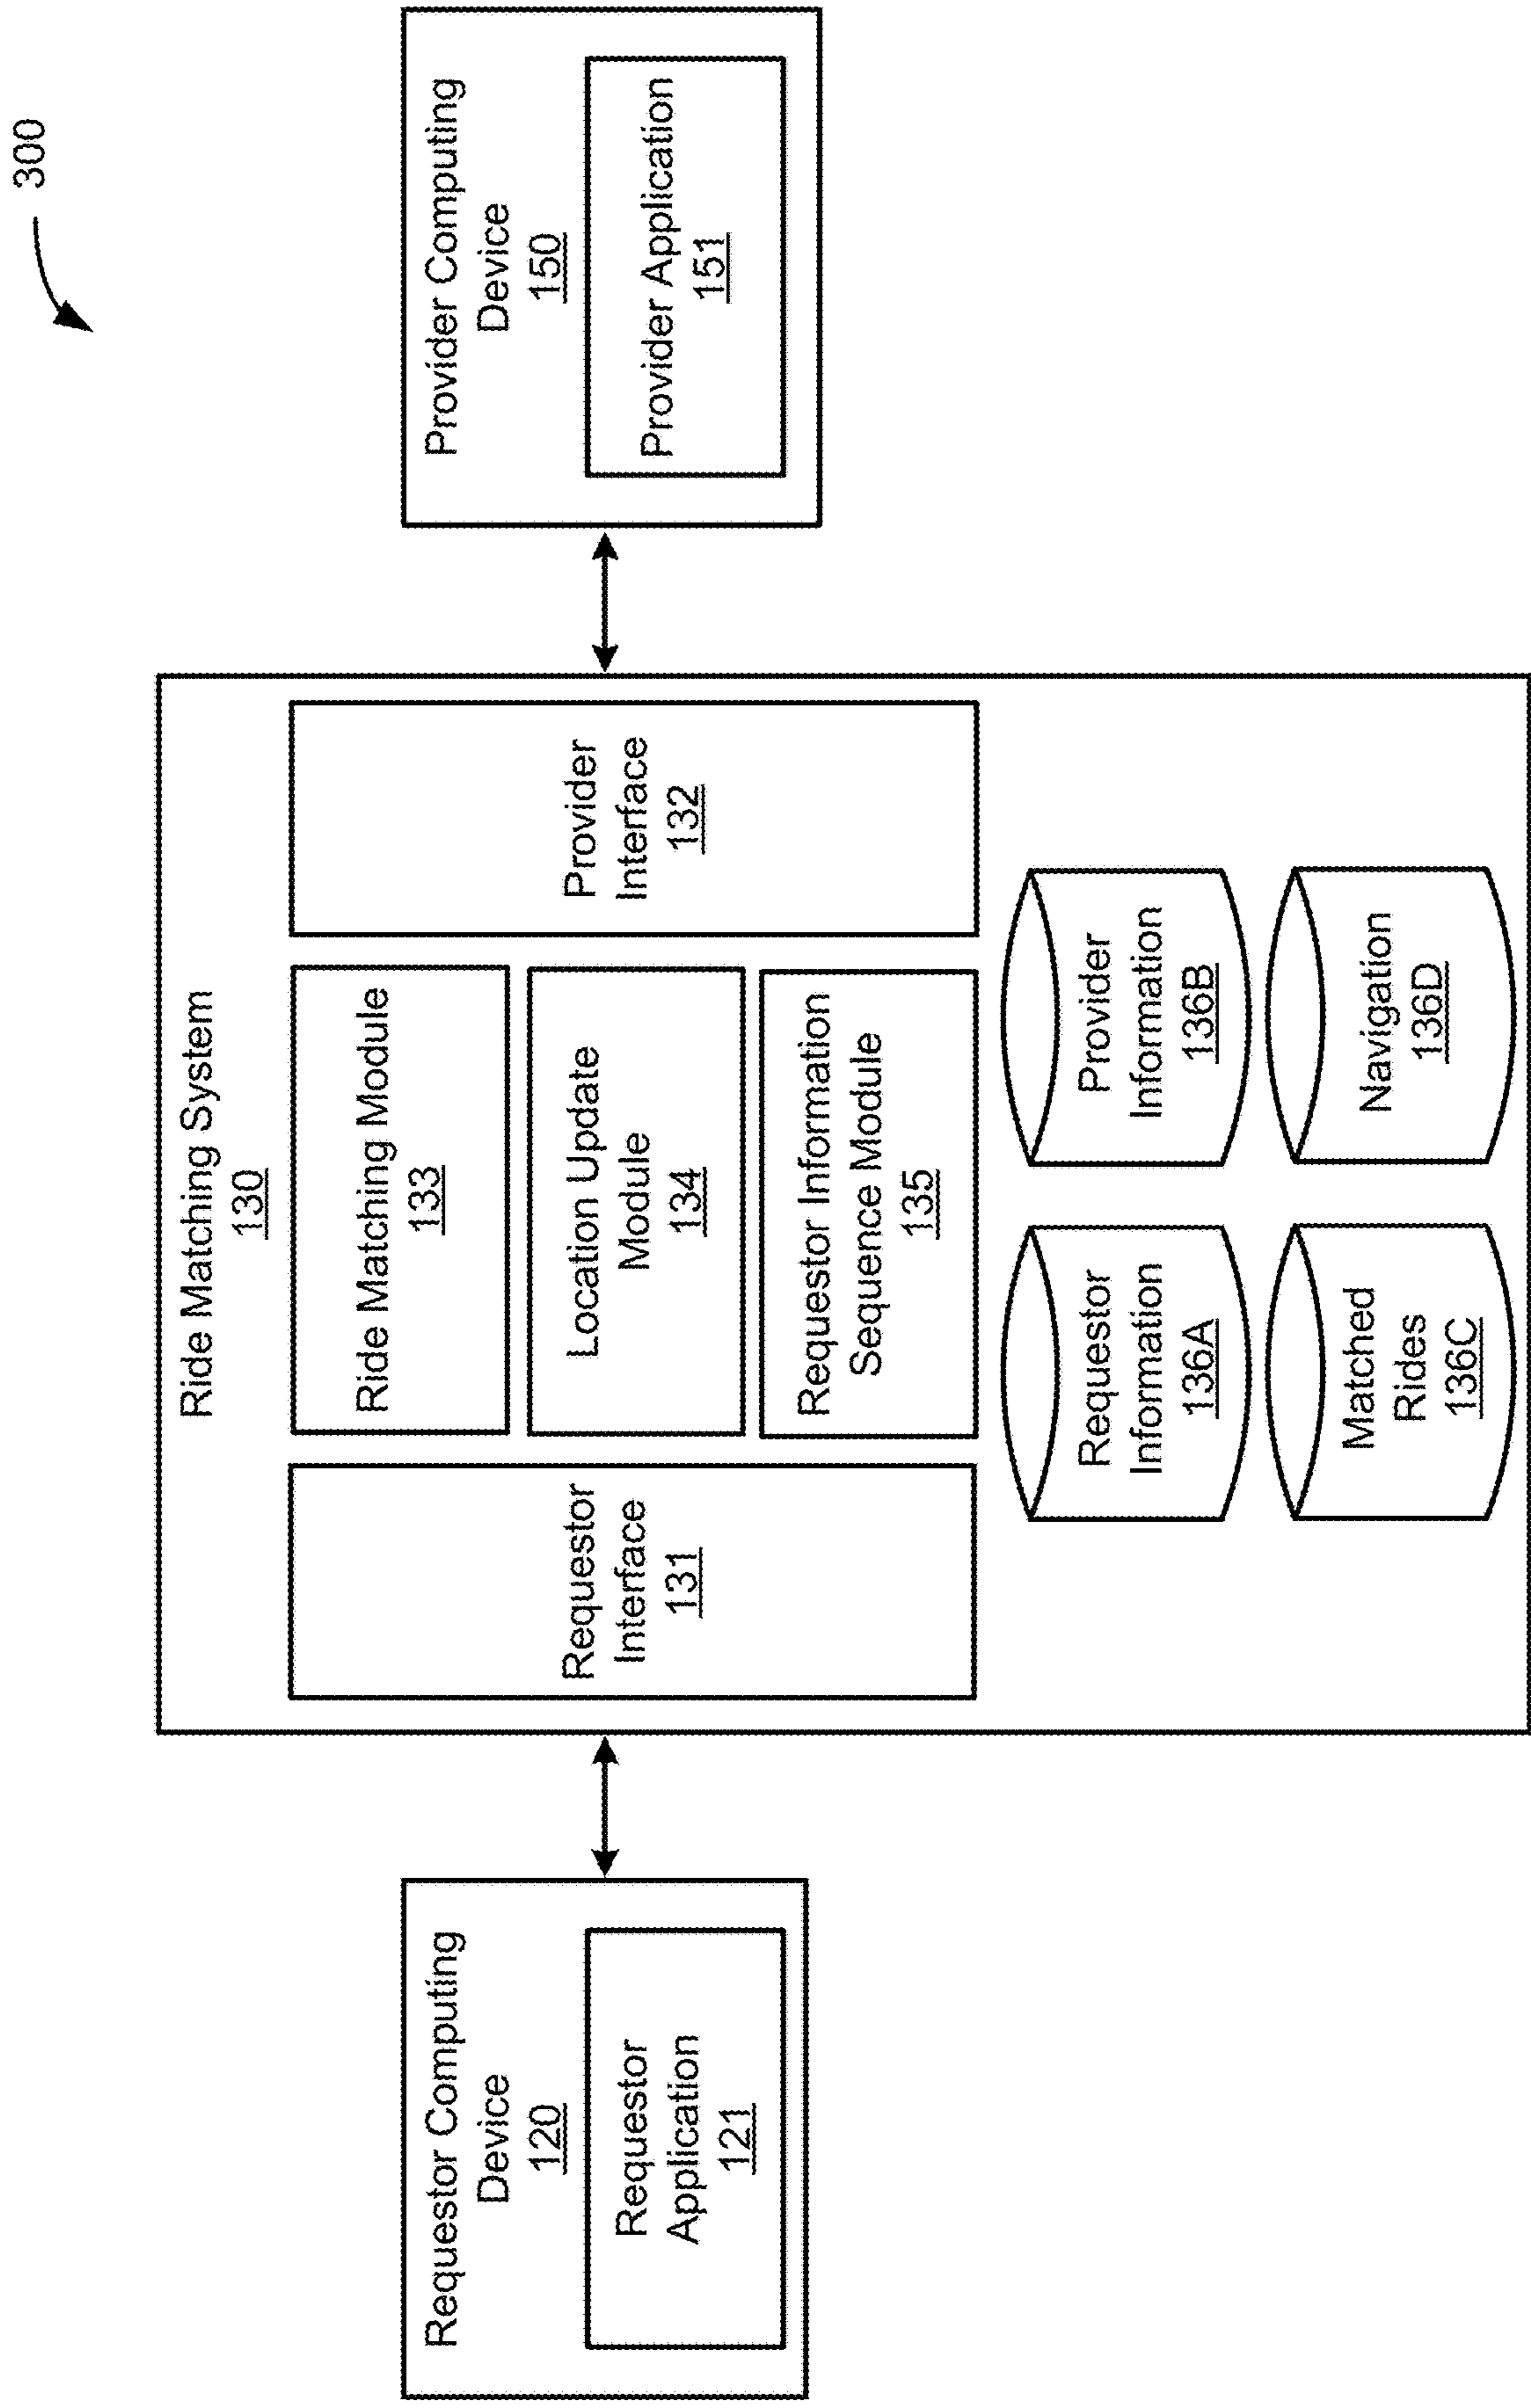 300
Requestor Computing
Device
120
Requestor
Application
121
Ride Matching System
130
Requestor
Interface
131
Ride Matching Module
133
Location Update
Module
134
Requestor Information
Sequence Module
135
Provider
Interface
132
Requestor
Information
136A
Provider
Information
136B
Matched
Rides
136C
Navigation
136D
Provider Computing
Device
150
Provider Application
151